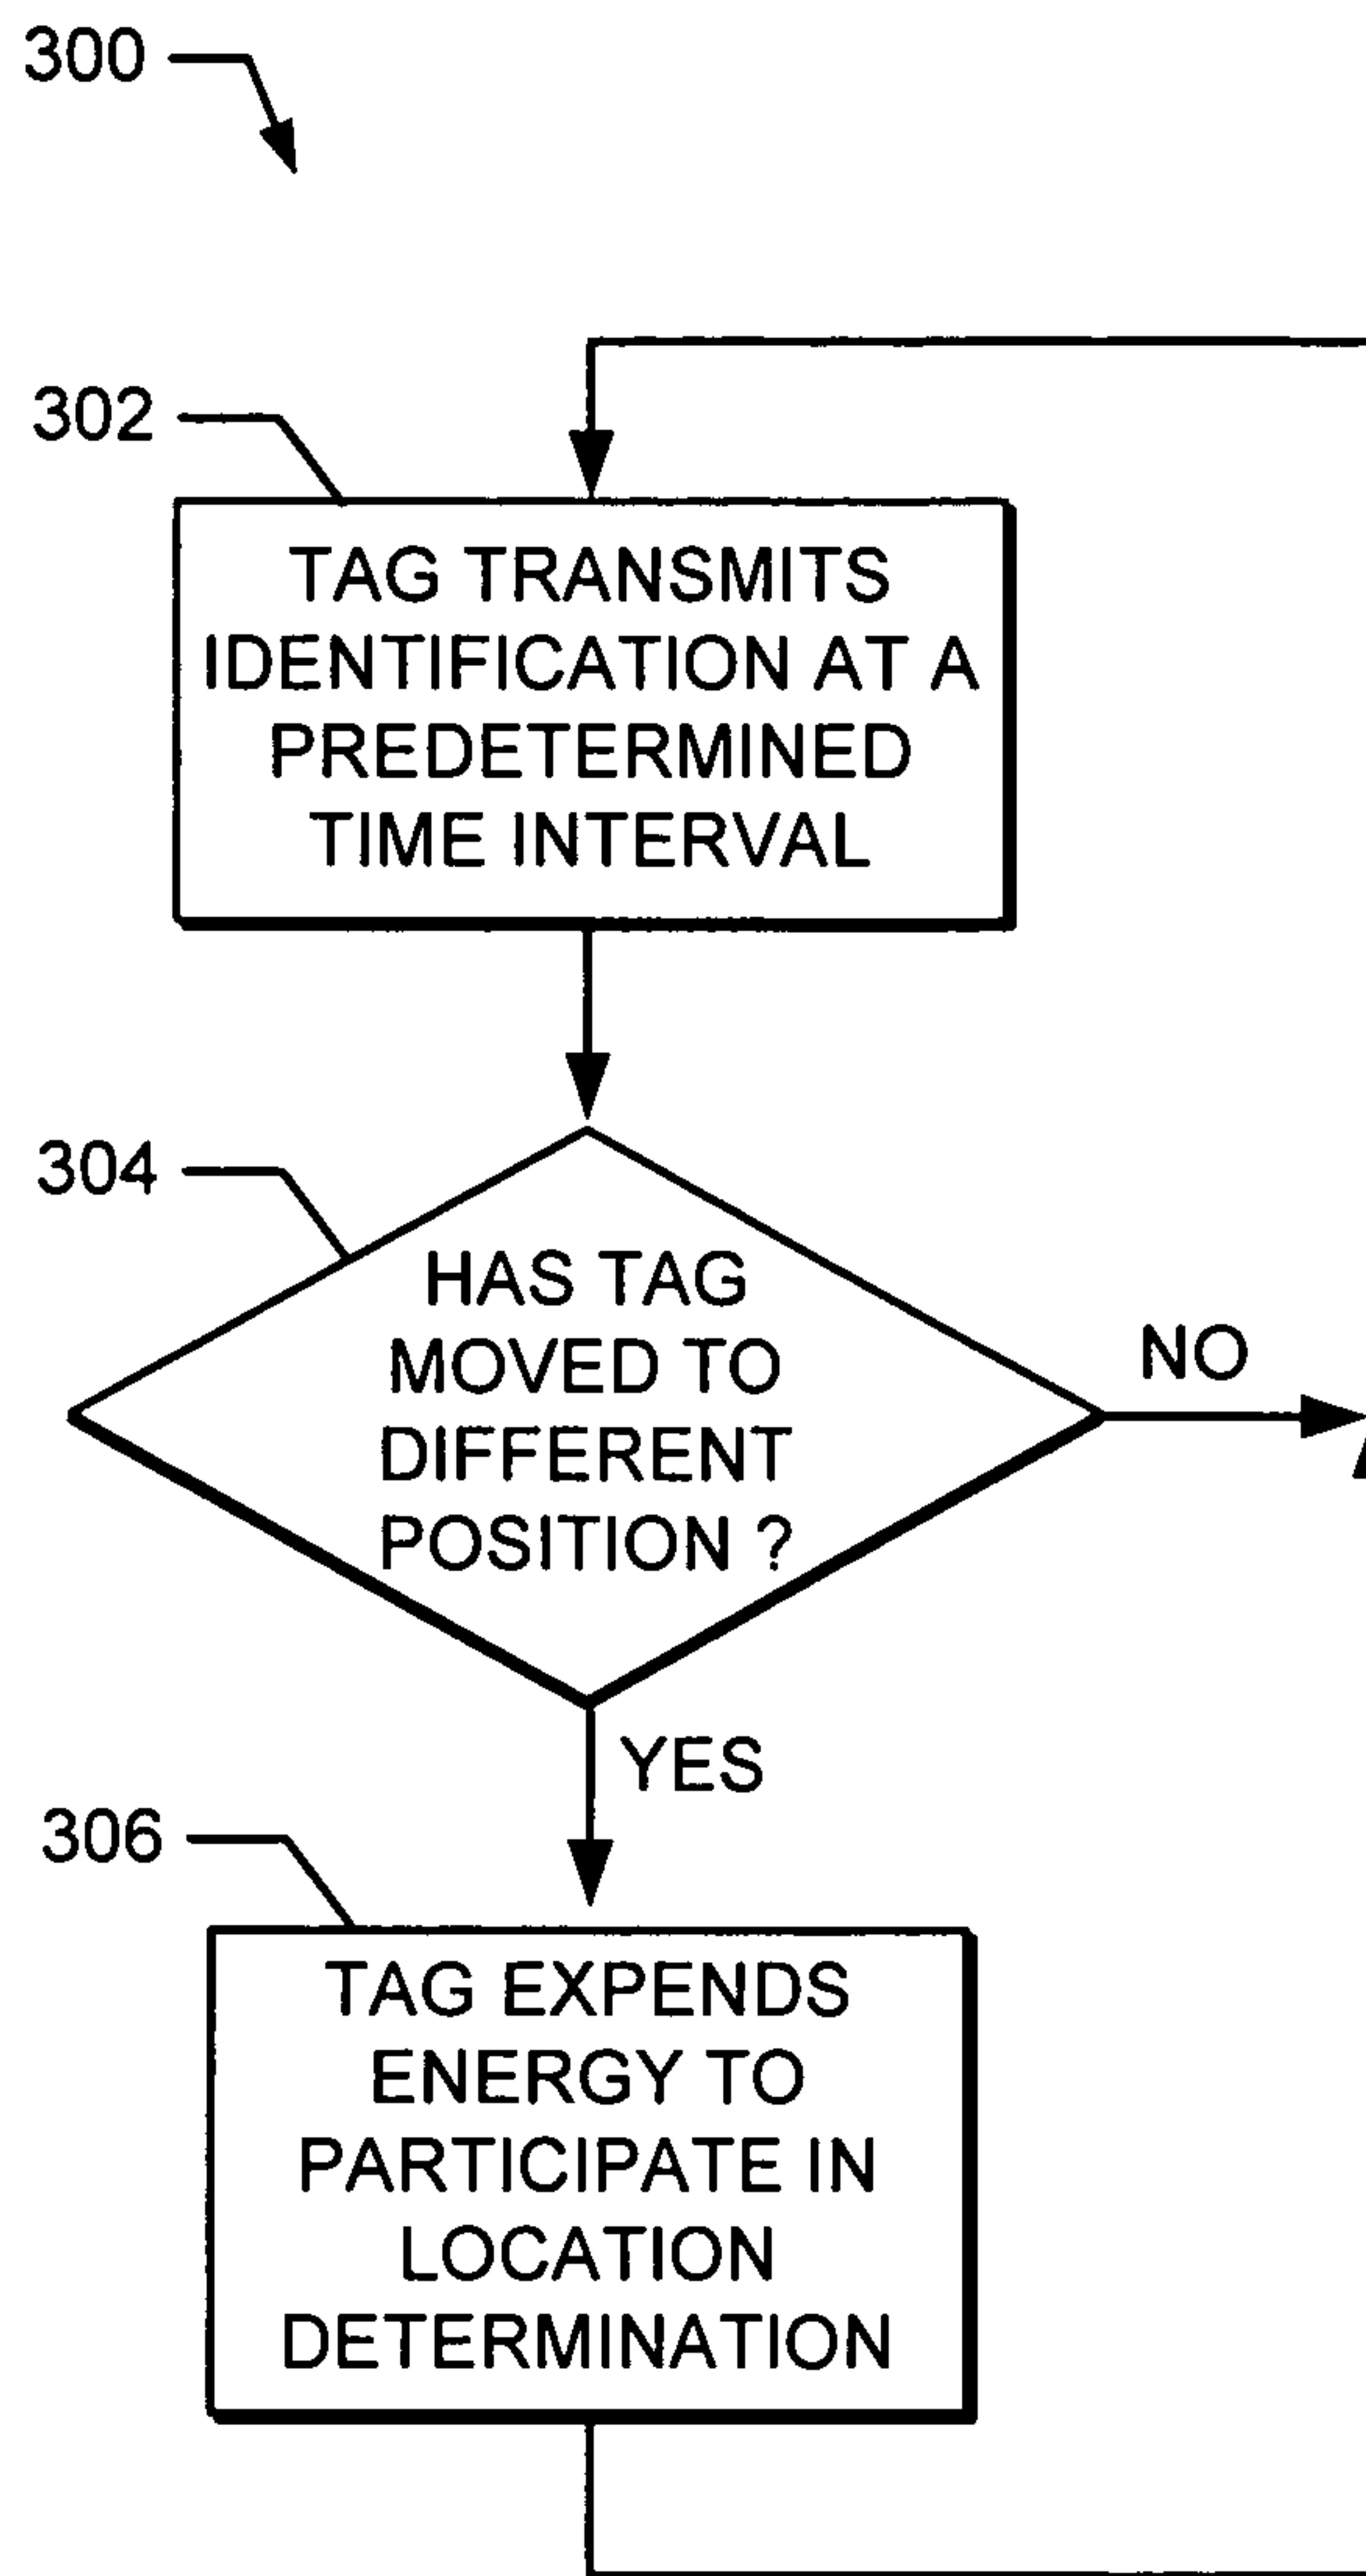 300
302
TAG TRANSMITS
IDENTIFICATION AT A
PREDETERMINED
TIME INTERVAL
304
HAS TAG
MOVED TO
DIFFERENT
POSITION ?
NO
YES
306
TAG EXPENDS
ENERGY TO
PARTICIPATE IN
LOCATION
DETERMINATION